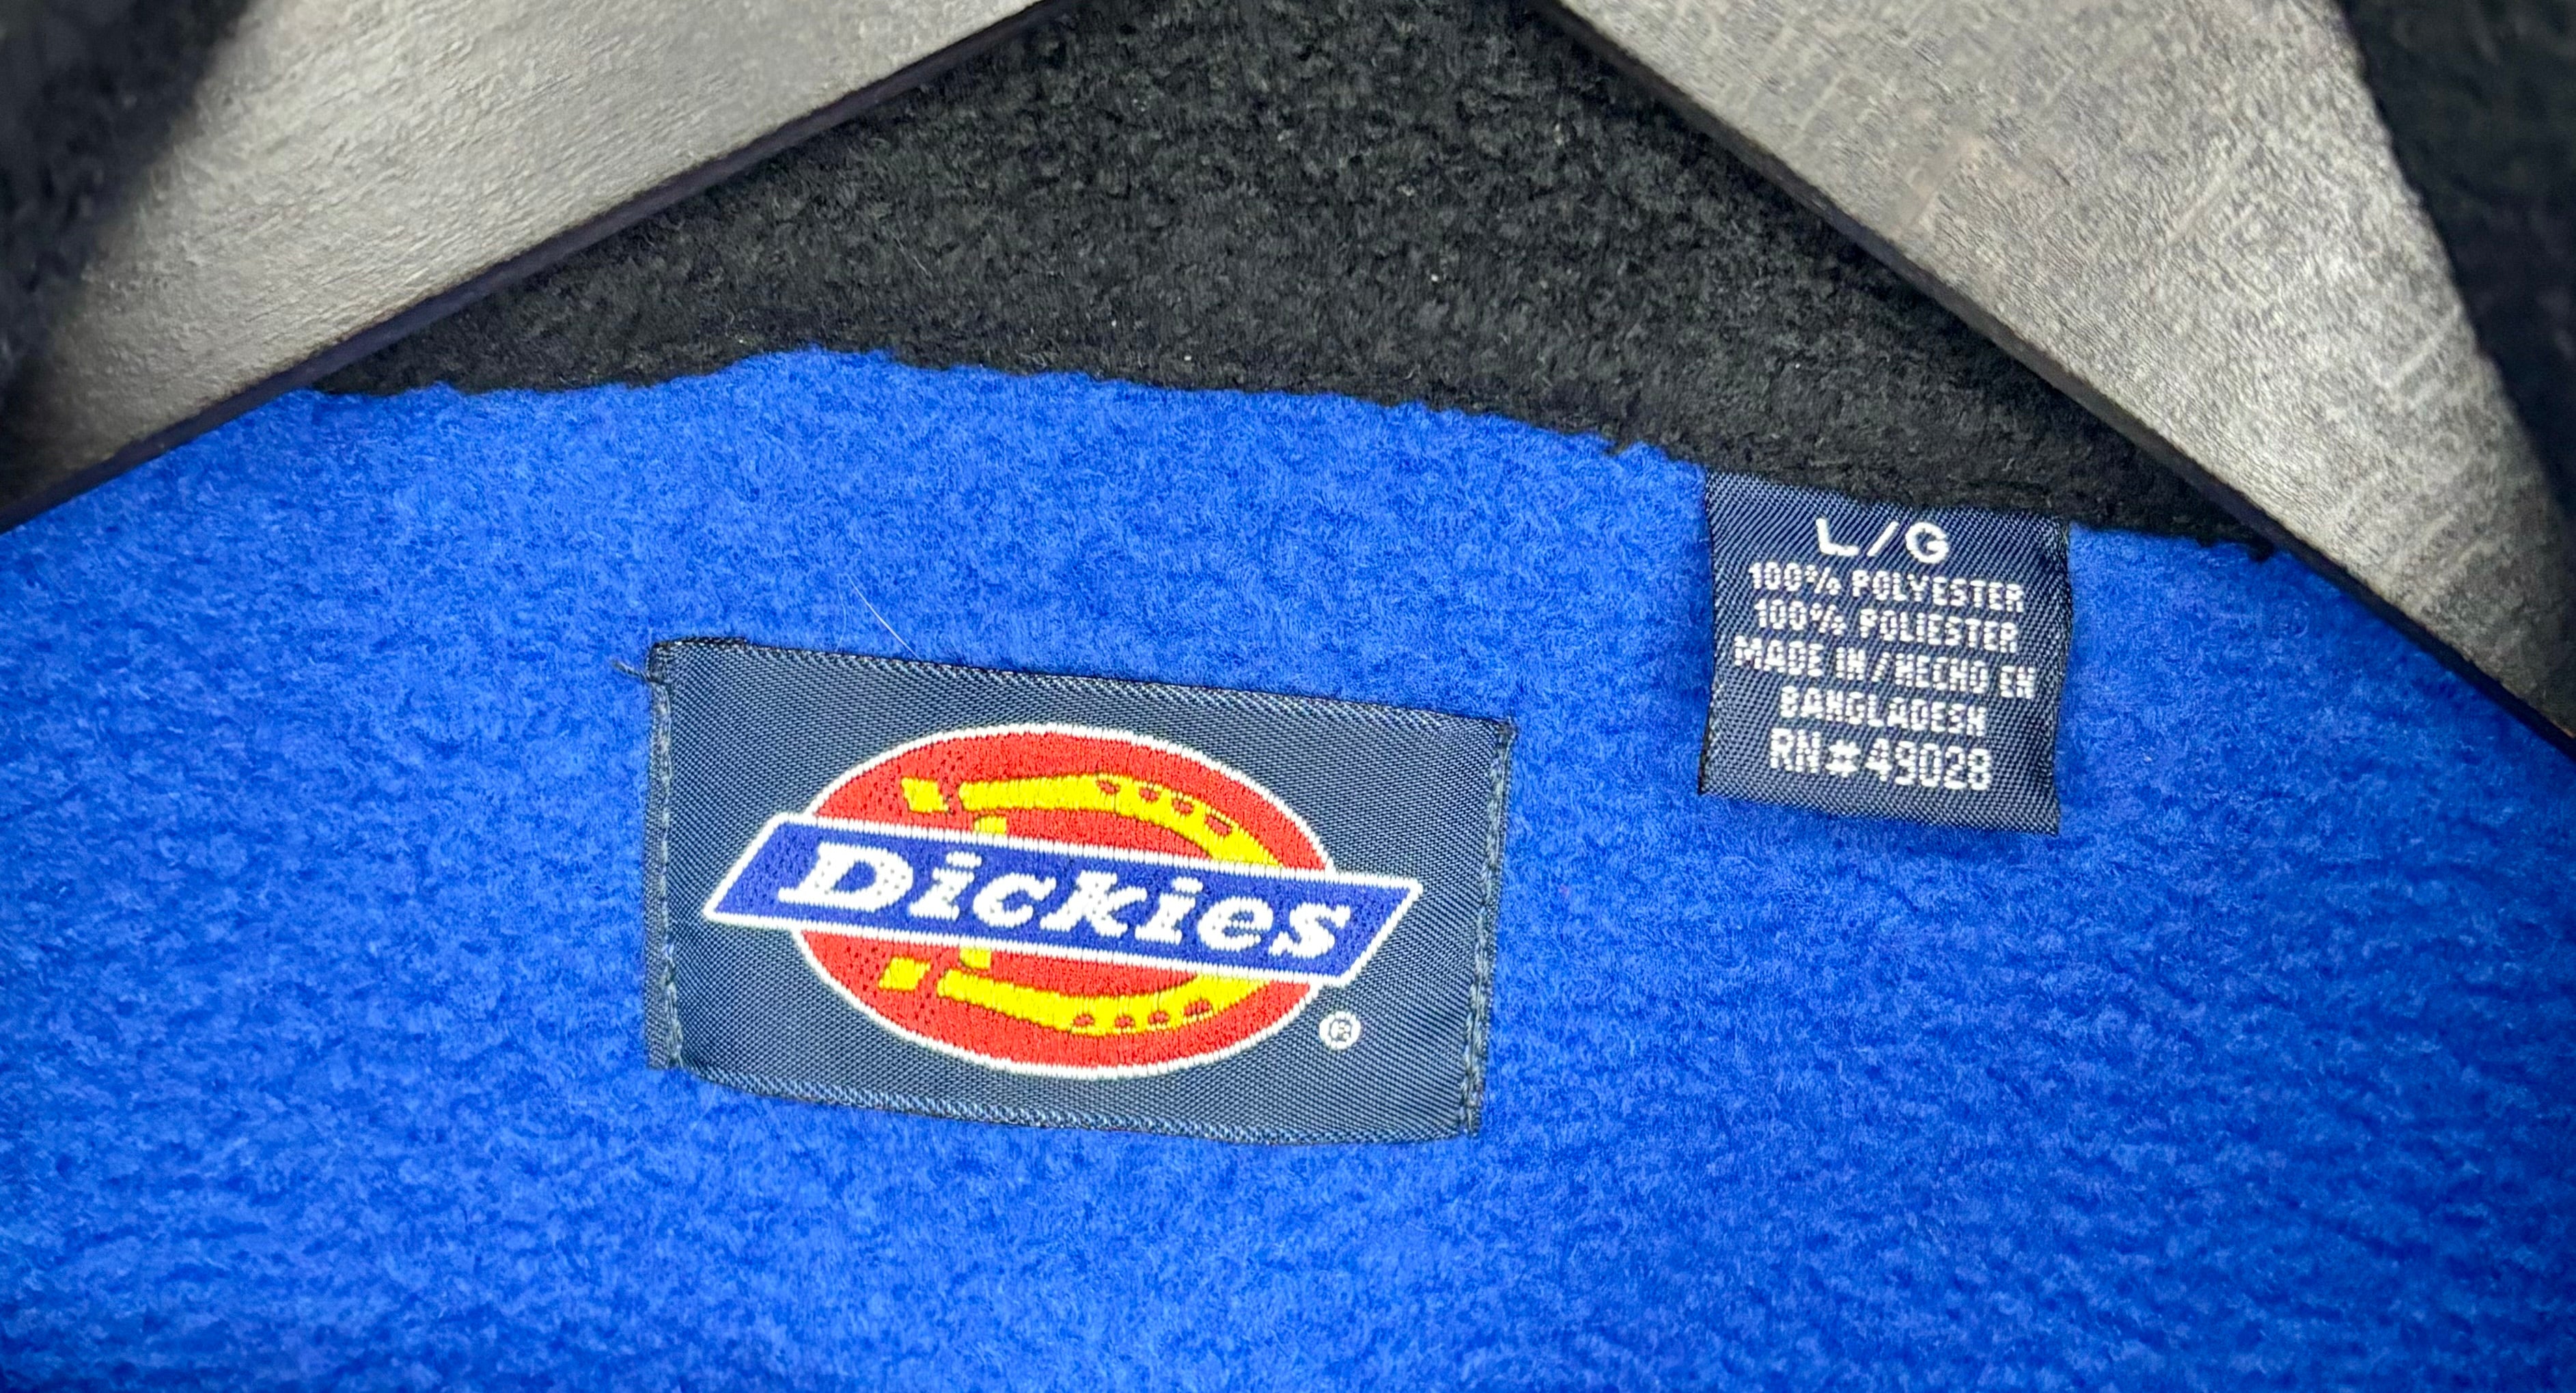 L/G
100% POLYESTER
100% POLIESTER
MADE IN / HECHO EN
BANGLADESH
RN#49028
Dickies
®